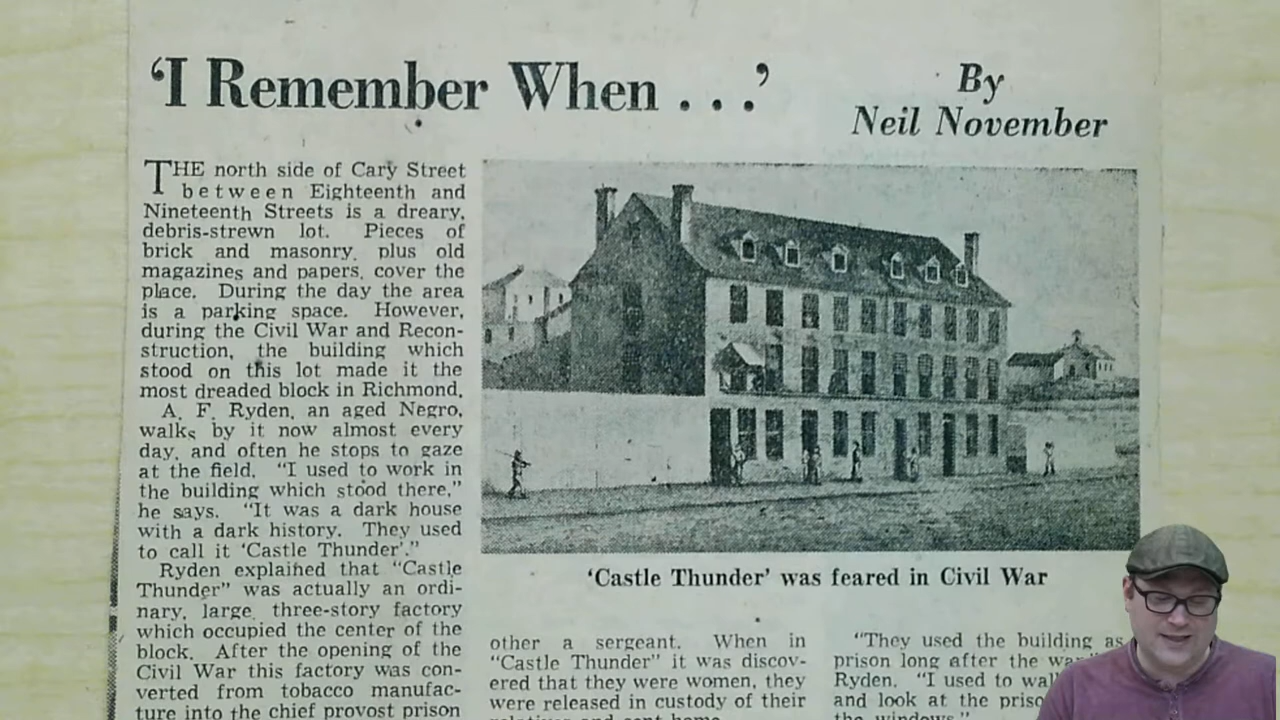 ‘I Remember When . . .’
By
Neil November
THE north side of Cary Street
between Eighteenth and
Nineteenth Streets is a dreary,
debris-strewn lot. Pieces of
brick and masonry, plus old
magazines and papers, cover the
place. During the day the area
is a parking space. However,
during the Civil War and Recon-
struction, the building which
stood on this lot made it the
most dreaded block in Richmond.
A. F. Ryden, an aged Negro,
walks by it now almost every
day, and often he stops to gaze
at the field. “I used to work in
the building which stood there,”
he says. “It was a dark house
with a dark history. They used
to call it ‘Castle Thunder’.”
Ryden explained that “Castle
Thunder” was actually an ordi-
nary, large, three-story factory
which occupied the center of the
block. After the opening of the
Civil War this factory was con-
verted from tobacco manufac-
ture into the chief provost prison
‘Castle Thunder’ was feared in Civil War
other a sergeant. When in
“Castle Thunder” it was discov-
ered that they were women, they
were released in custody of their
relatives and sent home.
“They used the building as
prison long after the war”
Ryden. “I used to wal
and look at the priso
the windows.”